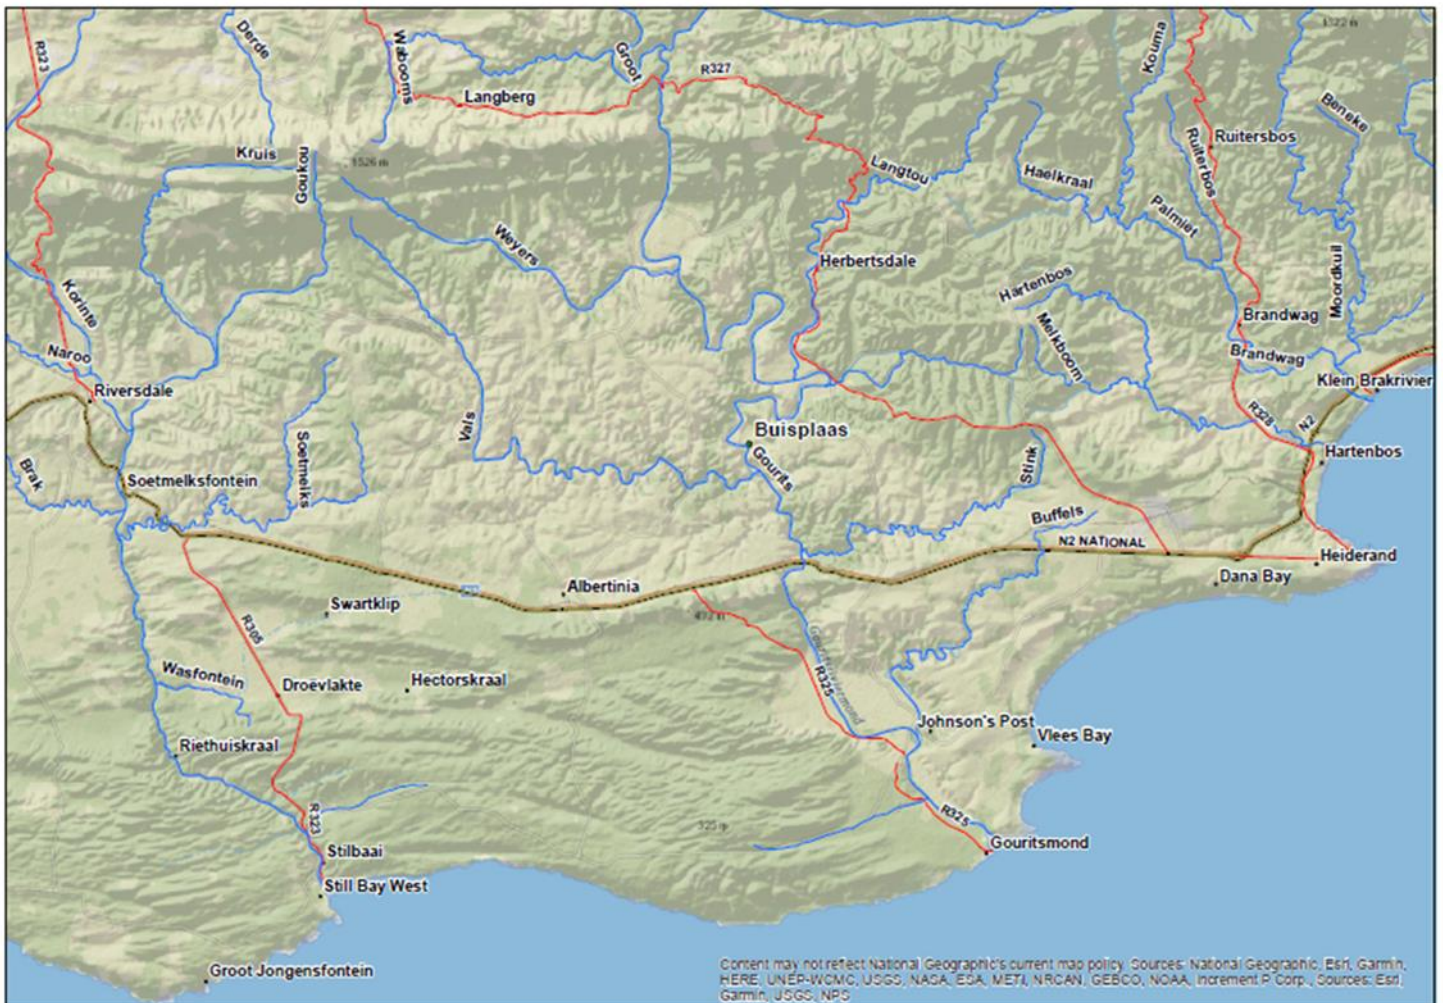 Derde
R323
Wabooms
Groot
R327
Kouma
1322 m
Langberg
Beneke
Ruitersbos
Kruis
Goukou
1526 m
Langtou
Haelkraal
Ruiterbos
Palmiet
Weyers
Herbertsdale
Moordkuil
Hartenbos
Korinte
Melkboom
Brandwag
Naroo
Brandwag
Riversdale
Klein Brakrivier
R328
N2
Vals
Buisplaas
Hartenbos
Soetmelks
Gourits
Stink
Brak
Soetmelksfontein
Buffels
N2 NATIONAL
Heiderand
Dana Bay
Albertinia
Swartklip
R305
R325
Wasfontein
Droëvlakte
Hectorskraal
Johnson's Post
Vlees Bay
Riethuiskraal
R323
325 m
R325
Gouritsmond
Stilbaai
Still Bay West
Groot Jongensfontein
Content may not reflect National Geographic's current map policy. Sources: National Geographic, Esri, Garmin,
HERE, UNEP-WCMC, USGS, NASA, ESA, METI, NRCAN, GEBCO, NOAA, Increment P Corp., Sources: Esri,
Garmin, USGS, NPS